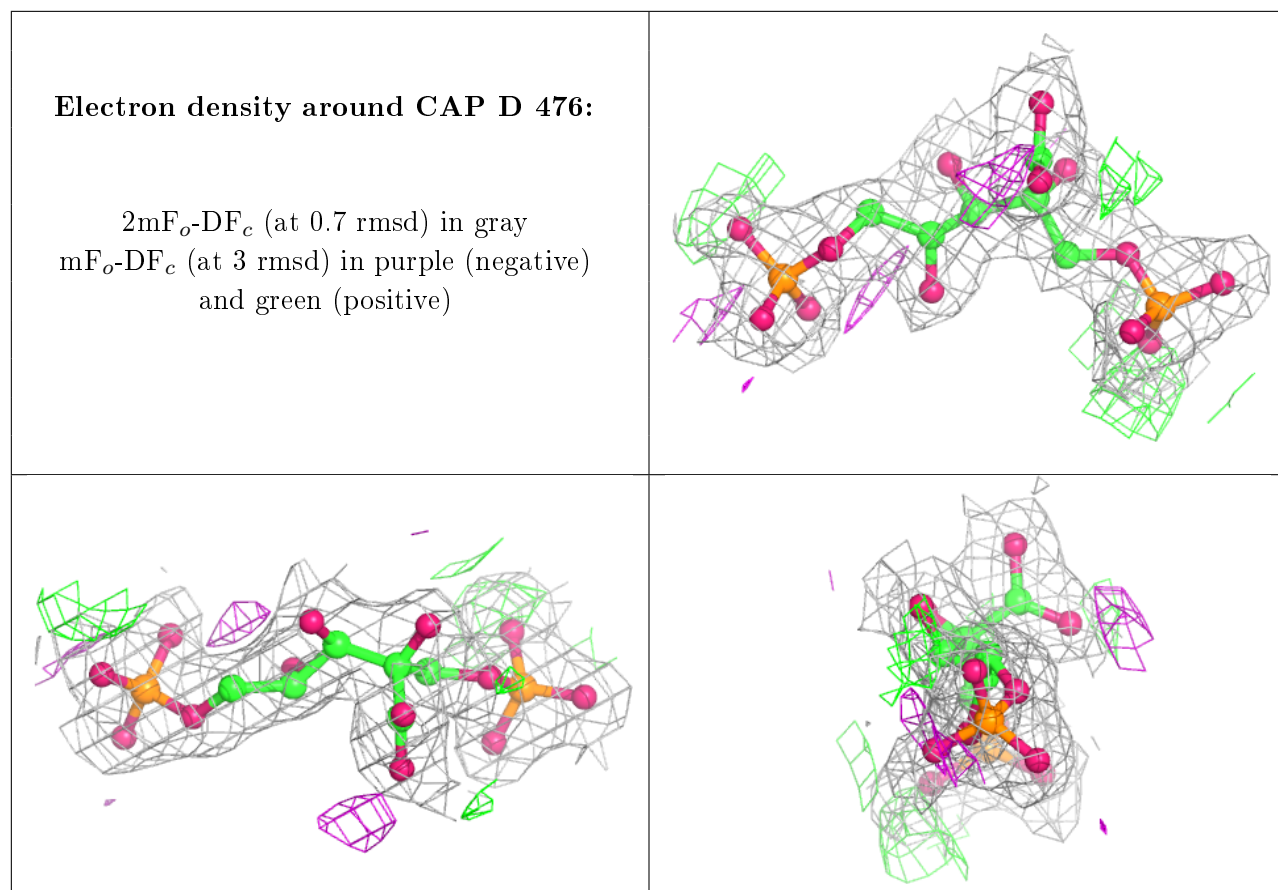 Electron density around CAP D 476:
2mFₒ-DF𝒸 (at 0.7 rmsd) in gray
mFₒ-DF𝒸 (at 3 rmsd) in purple (negative)
and green (positive)